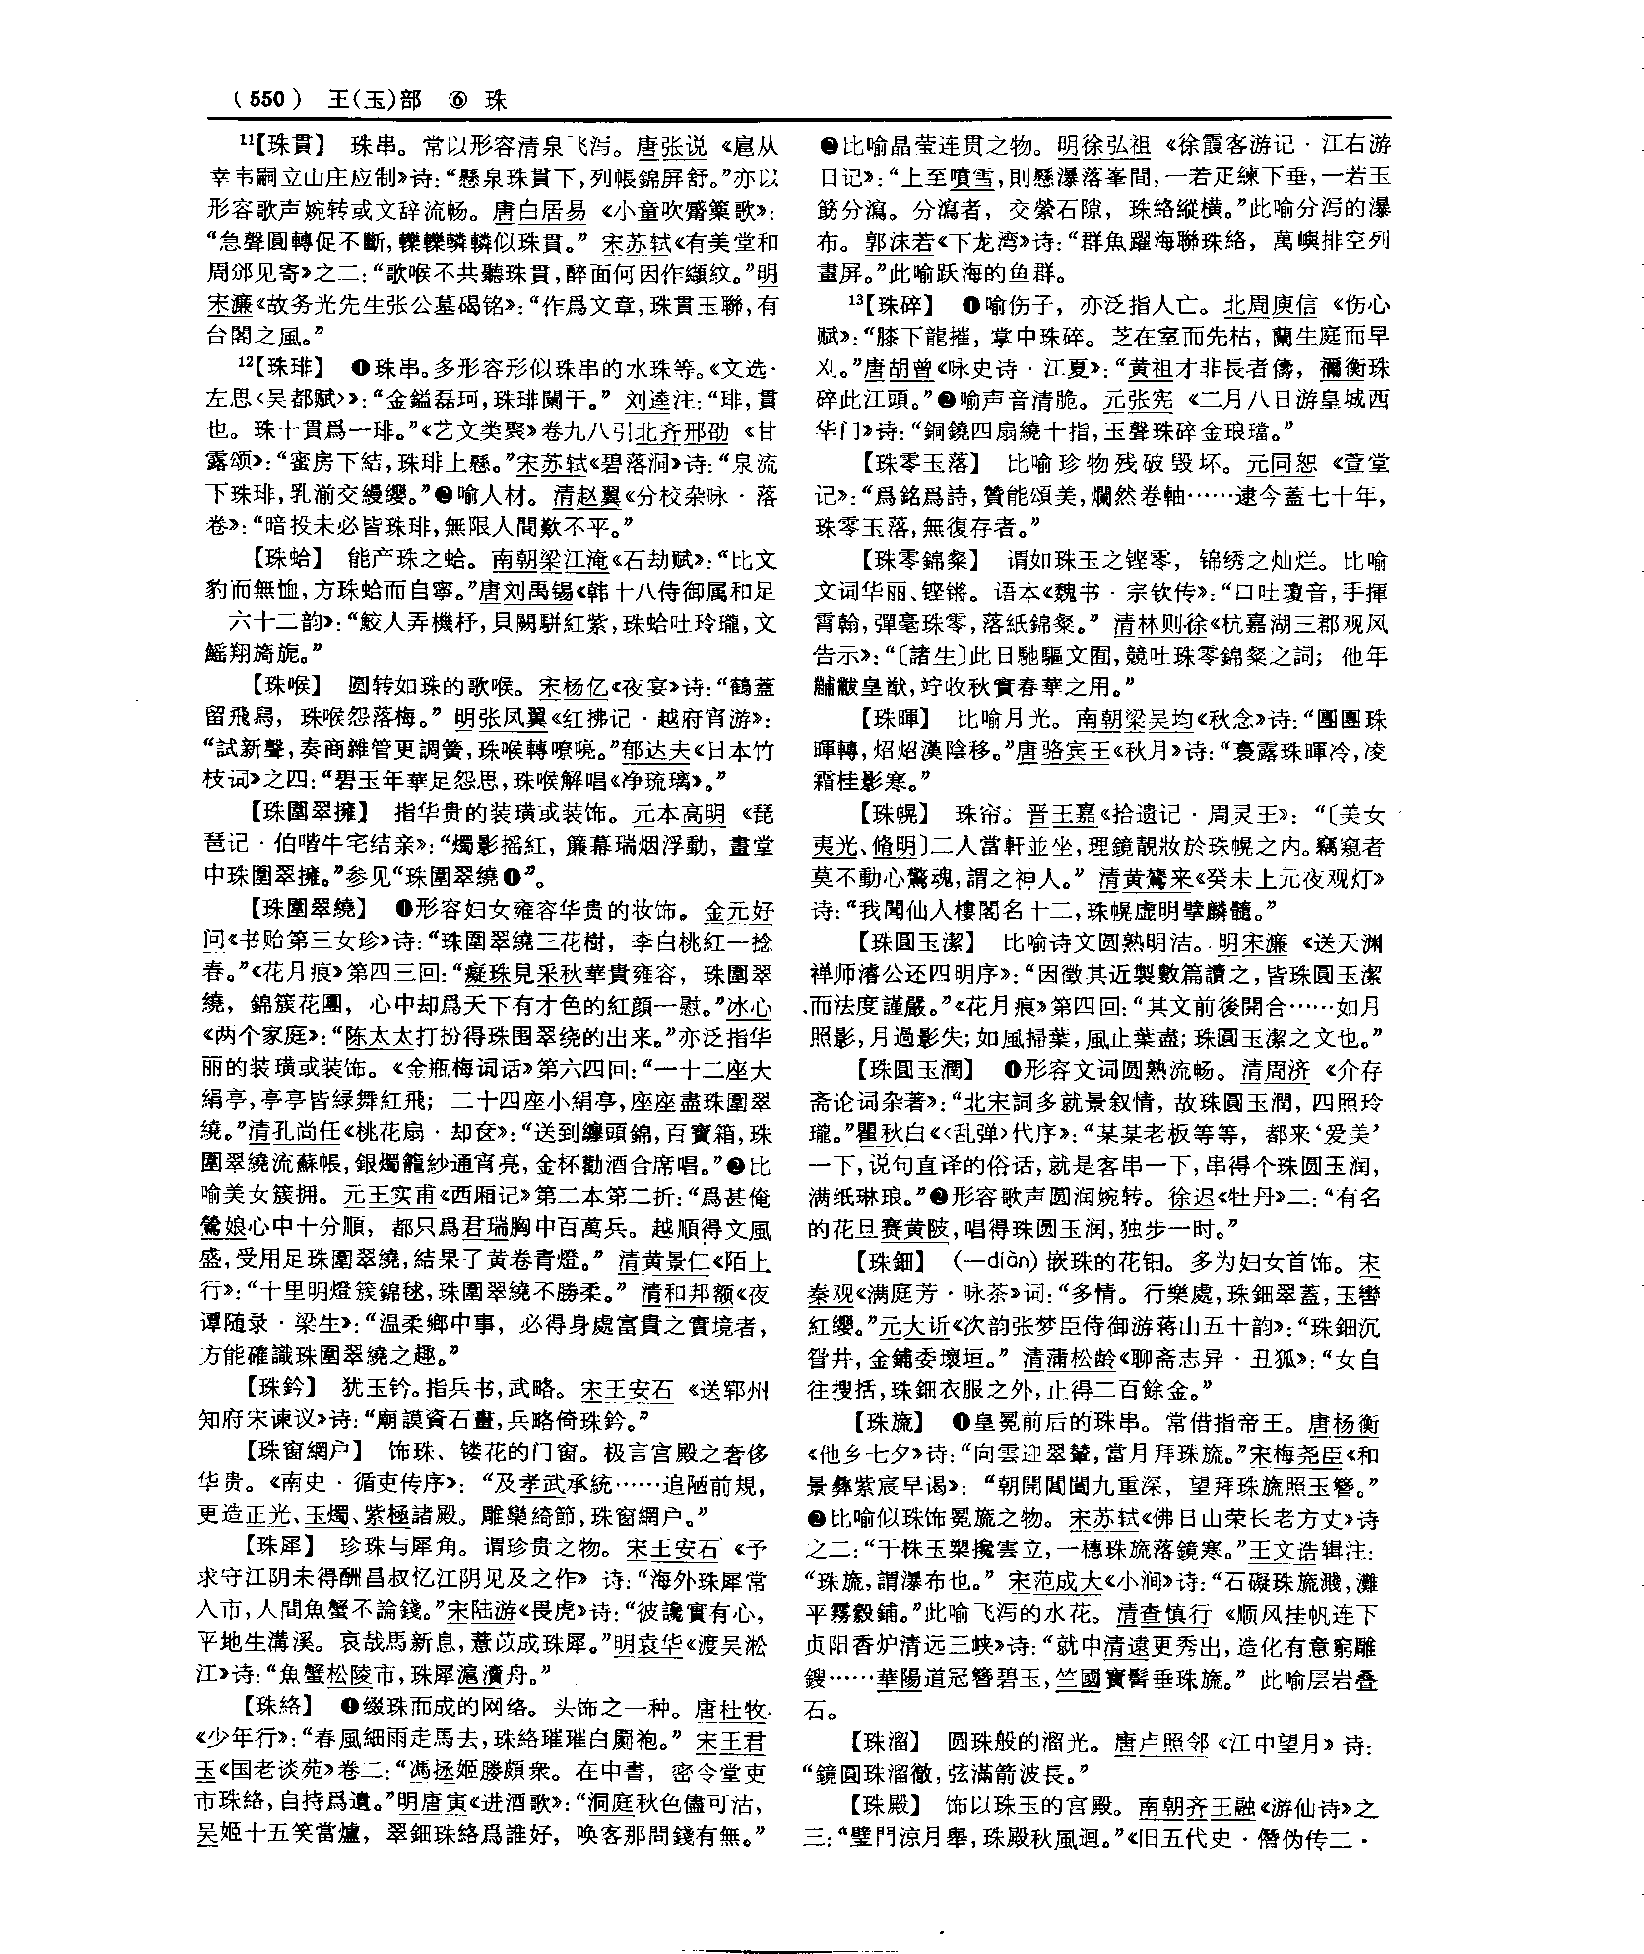 (550) 王(玉)部 ⑥ 珠
¹¹【珠貫】 珠串。常以形容清泉飞泻。唐张说《扈从
幸韦嗣立山庄应制》诗:“懸泉珠貫下,列帳錦屏舒。”亦以
形容歌声婉转或文辞流畅。唐白居易《小童吹觱篥歌》:
“急聲圓轉促不斷,轢轢轔轔似珠貫。”宋苏轼《有美堂和
周邠见寄》之二:“歌喉不共聽珠貫,醉面何因作纈紋。”明
宋濂《故务光先生张公墓碣铭》:“作爲文章,珠貫玉聯,有
台閣之風。”
¹²【珠琲】 ❶珠串。多形容形似珠串的水珠等。《文选·
左思〈吴都赋〉》:“金鎰磊珂,珠琲闌干。”刘逵注:“琲,貫
也。珠十貫爲一琲。”《艺文类聚》卷九八引北齐邢劭《甘
露颂》:“蜜房下結,珠琲上懸。”宋苏轼《碧落洞》诗:“泉流
下珠琲,乳湔交縵纓。”❷喻人材。清赵翼《分校杂咏·落
卷》:“暗投未必皆珠琲,無限人間歎不平。”
【珠蛤】 能产珠之蛤。南朝梁江淹《石劫赋》:“比文
豹而無恤,方珠蛤而自寧。”唐刘禹锡《韩十八侍御属和足
六十二韵》:“鮫人弄機杼,貝闕駢紅紫,珠蛤吐玲瓏,文
鰩翔旖旎。”
【珠喉】 圆转如珠的歌喉。宋杨亿《夜宴》诗:“鶴蓋
留飛舄,珠喉怨落梅。”明张凤翼《红拂记·越府宵游》:
“試新聲,奏商雜管更調簧,珠喉轉嘹喨。”郁达夫《日本竹
枝词》之四:“碧玉年華足怨思,珠喉解唱《净琉璃》。”
【珠圍翠擁】 指华贵的装璜或装饰。元本高明《琵
琶记·伯喈牛宅结亲》:“燭影摇紅,簾幕瑞烟浮動,畫堂
中珠圍翠擁。”参见“珠圍翠繞❶”。
【珠圍翠繞】 ❶形容妇女雍容华贵的妆饰。金元好
问《书贻第三女珍》诗:“珠圍翠繞三花樹,李白桃紅一捻
春。”《花月痕》第四三回:“癡珠見采秋華貴雍容,珠圍翠
繞,錦簇花團,心中却爲天下有才色的紅顏一慰。”冰心
《两个家庭》:“陈太太打扮得珠围翠绕的出来。”亦泛指华
丽的装璜或装饰。《金瓶梅词话》第六四回:“一十二座大
絹亭,亭亭皆緑舞紅飛;二十四座小絹亭,座座盡珠圍翠
繞。”清孔尚任《桃花扇·却奁》:“送到纏頭錦,百寶箱,珠
圍翠繞流蘇帳,銀燭籠紗通宵亮,金杯勸酒合席唱。”❷比
喻美女簇拥。元王实甫《西厢记》第二本第二折:“爲甚俺
鶯娘心中十分順,都只爲君瑞胸中百萬兵。越順得文風
盛,受用足珠圍翠繞,結果了黄卷青燈。”清黄景仁《陌上
行》:“十里明燈簇錦毬,珠圍翠繞不勝柔。”清和邦额《夜
谭随录·梁生》:“温柔鄉中事,必得身處富貴之實境者,
方能確識珠圍翠繞之趣。”
【珠鈐】 犹玉钤。指兵书,武略。宋王安石《送郓州
知府宋谏议》诗:“廟謨資石畫,兵略倚珠鈐。”
【珠窗網户】 饰珠、镂花的门窗。极言宫殿之奢侈
华贵。《南史·循吏传序》:“及孝武承統……追陋前規,
更造正光、玉燭、紫極諸殿。雕欒綺節,珠窗網户。”
【珠犀】 珍珠与犀角。谓珍贵之物。宋王安石《予
求守江阴未得酬昌叔忆江阴见及之作》诗:“海外珠犀常
入市,人間魚蟹不論錢。”宋陆游《畏虎》诗:“彼讒實有心,
平地生溝溪。哀哉馬新息,薏苡成珠犀。”明袁华《渡吴淞
江》诗:“魚蟹松陵市,珠犀滬瀆舟。”
【珠絡】 ❶缀珠而成的网络。头饰之一种。唐杜牧
《少年行》:“春風細雨走馬去,珠絡璀璀白罽袍。”宋王君
玉《国老谈苑》卷二:“馮拯姬媵頗衆。在中書,密令堂吏
市珠絡,自持爲遺。”明唐寅《进酒歌》:“洞庭秋色儘可沽,
吴姬十五笑當爐,翠鈿珠絡爲誰好,唤客那問錢有無。”
❷比喻晶莹连贯之物。明徐弘祖《徐霞客游记·江右游
日记》:“上至噴雪,則懸瀑落峯間,一若疋練下垂,一若玉
筯分瀉。分瀉者,交縈石隙,珠絡縱横。”此喻分泻的瀑
布。郭沫若《下龙湾》诗:“群魚躍海聯珠絡,萬嶼排空列
畫屏。”此喻跃海的鱼群。
¹³【珠碎】 ❶喻伤子,亦泛指人亡。北周庾信《伤心
赋》:“膝下龍摧,掌中珠碎。芝在室而先枯,蘭生庭而早
刈。”唐胡曾《咏史诗·江夏》:“黄祖才非長者儔,禰衡珠
碎此江頭。”❷喻声音清脆。元张宪《二月八日游皇城西
华门》诗:“銅鐃四扇繞十指,玉聲珠碎金琅璫。”
【珠零玉落】 比喻珍物残破毁坏。元同恕《萱堂
记》:“爲銘爲詩,贊能頌美,爛然卷軸……逮今蓋七十年,
珠零玉落,無復存者。”
【珠零錦粲】 谓如珠玉之铿零,锦绣之灿烂。比喻
文词华丽、铿锵。语本《魏书·宗钦传》:“口吐瓊音,手揮
霄翰,彈毫珠零,落紙錦粲。”清林则徐《杭嘉湖三郡观风
告示》:“〔諸生〕此日馳驅文囿,競吐珠零錦粲之詞;他年
黼黻皇猷,竚收秋實春華之用。”
【珠暉】 比喻月光。南朝梁吴均《秋念》诗:“團團珠
暉轉,炤炤漢陰移。”唐骆宾王《秋月》诗:“裛露珠暉冷,凌
霜桂影寒。”
【珠幌】 珠帘。晋王嘉《拾遗记·周灵王》:“〔美女
夷光、脩明〕二人當軒並坐,理鏡靚妝於珠幌之内。竊窺者
莫不動心驚魂,謂之神人。”清黄鷟来《癸未上元夜观灯》
诗:“我聞仙人樓閣名十二,珠幌虚明擘麟髓。”
【珠圓玉潔】 比喻诗文圆熟明洁。明宋濂《送天渊
禅师濬公还四明序》:“因徵其近製數篇讀之,皆珠圓玉潔
而法度謹嚴。”《花月痕》第四回:“其文前後開合……如月
照影,月過影失;如風掃葉,風止葉盡;珠圓玉潔之文也。”
【珠圓玉潤】 ❶形容文词圆熟流畅。清周济《介存
斋论词杂著》:“北宋詞多就景叙情,故珠圓玉潤,四照玲
瓏。”瞿秋白《〈乱弹〉代序》:“某某老板等等,都来‘爱美’
一下,说句直译的俗话,就是客串一下,串得个珠圆玉润,
满纸琳琅。”❷形容歌声圆润婉转。徐迟《牡丹》二:“有名
的花旦赛黄陂,唱得珠圆玉润,独步一时。”
【珠鈿】 (—diàn)嵌珠的花钿。多为妇女首饰。宋
秦观《满庭芳·咏茶》词:“多情。行樂處,珠鈿翠蓋,玉轡
紅纓。”元大䜣《次韵张梦臣侍御游蒋山五十韵》:“珠鈿沉
眢井,金鋪委壞垣。”清蒲松龄《聊斋志异·丑狐》:“女自
往搜括,珠鈿衣服之外,止得二百餘金。”
【珠旒】 ❶皇冕前后的珠串。常借指帝王。唐杨衡
《他乡七夕》诗:“向雲迎翠輦,當月拜珠旒。”宋梅尧臣《和
景彝紫宸早谒》:“朝開閶闔九重深,望拜珠旒照玉簪。”
❷比喻似珠饰冕旒之物。宋苏轼《佛日山荣长老方丈》诗
之二:“千株玉槊攙雲立,一穗珠旒落鏡寒。”王文诰辑注:
“珠旒,謂瀑布也。”宋范成大《小涧》诗:“石礙珠旒濺,灘
平霧縠鋪。”此喻飞泻的水花。清查慎行《顺风挂帆连下
贞阳香炉清远三峡》诗:“就中清遠更秀出,造化有意窮雕
鎪……華陽道冠簪碧玉,竺國寶髻垂珠旒。”此喻层岩叠
石。
【珠溜】 圆珠般的溜光。唐卢照邻《江中望月》诗:
“鏡圓珠溜徹,弦滿箭波長。”
【珠殿】 饰以珠玉的宫殿。南朝齐王融《游仙诗》之
三:“璧門凉月舉,珠殿秋風迴。”《旧五代史·僭伪传二·